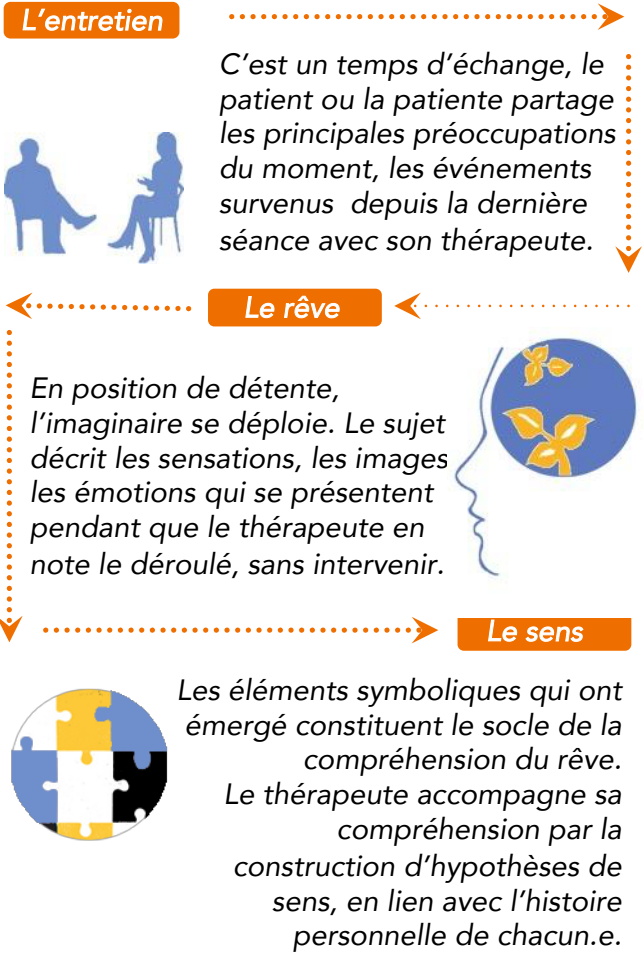 L'entretien
C'est un temps d'échange, le
patient ou la patiente partage
les principales préoccupations
du moment, les événements
survenus  depuis la dernière
séance avec son thérapeute.
Le rêve
En position de détente,
l'imaginaire se déploie. Le sujet
décrit les sensations, les images
les émotions qui se présentent
pendant que le thérapeute en
note le déroulé, sans intervenir.
Le sens
Les éléments symboliques qui ont
émergé constituent le socle de la
compréhension du rêve.
Le thérapeute accompagne sa
compréhension par la
construction d'hypothèses de
sens, en lien avec l'histoire
personnelle de chacun.e.